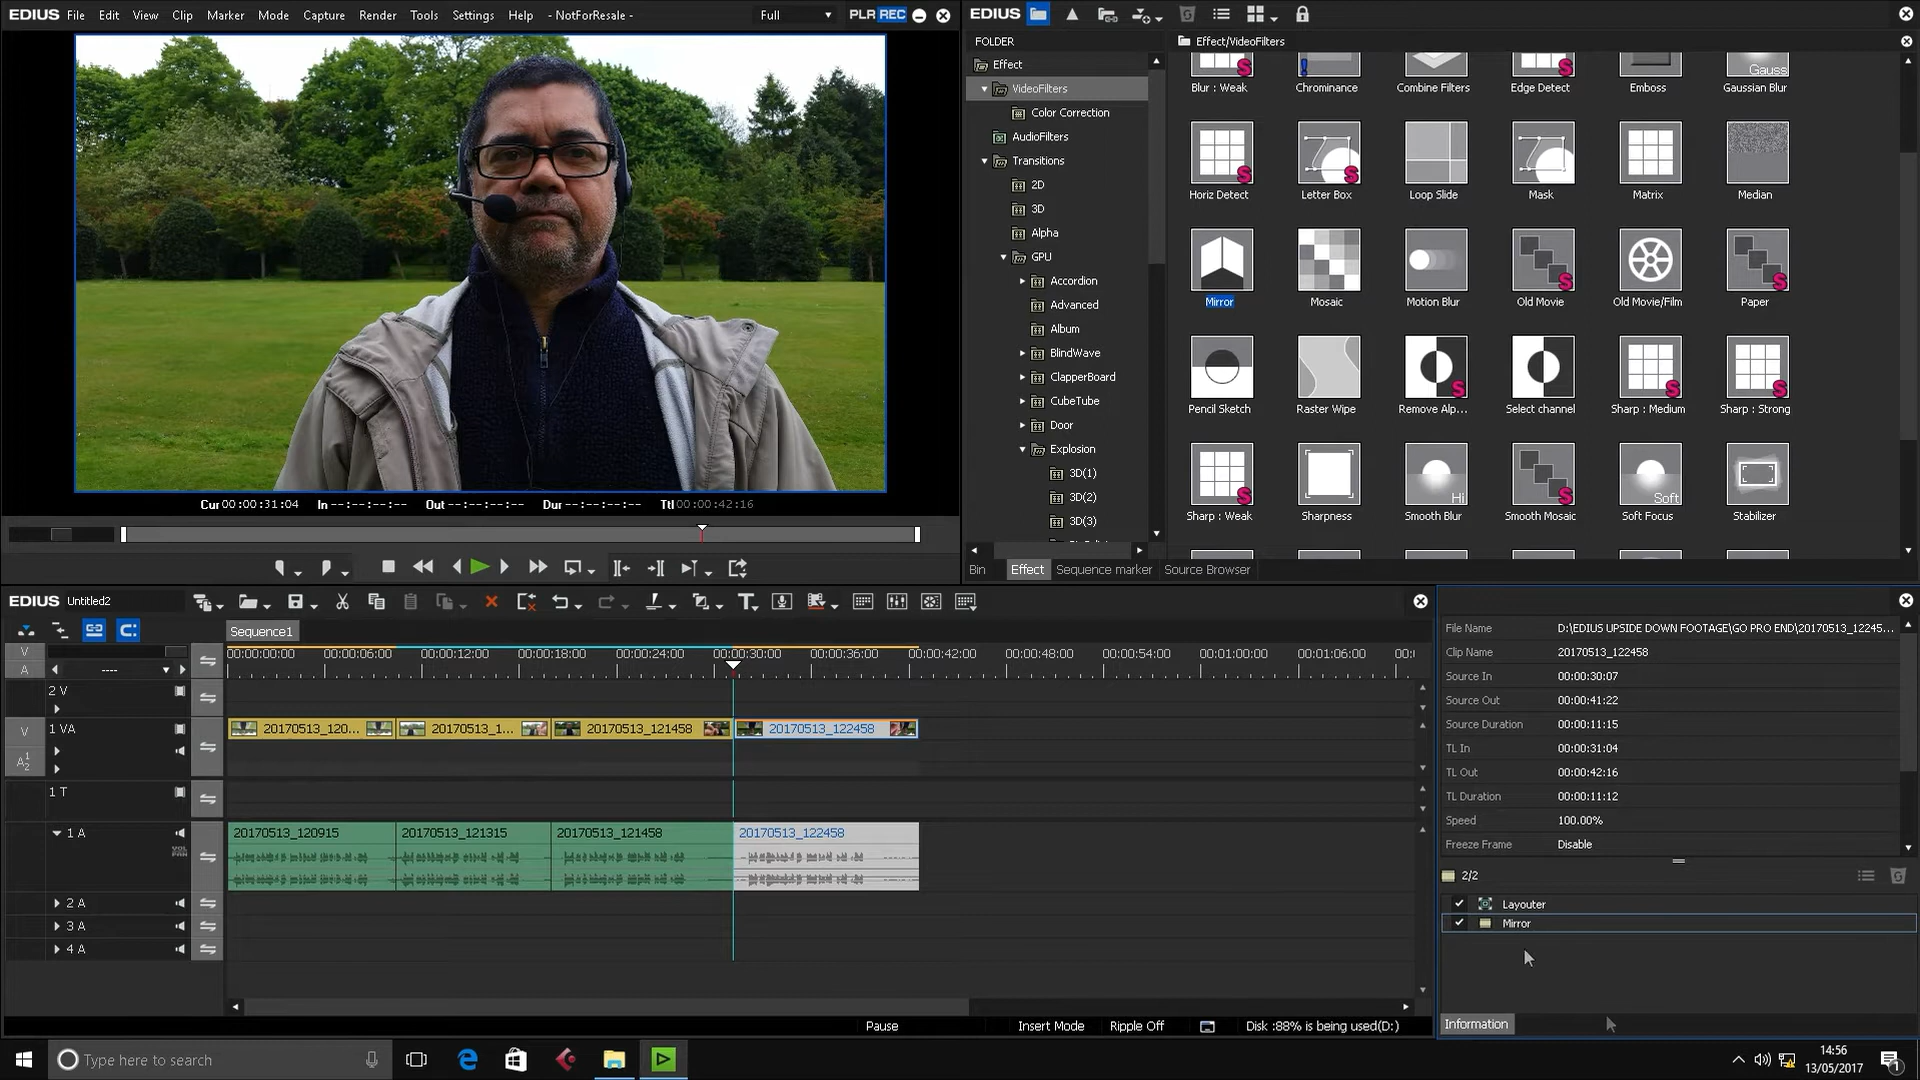 EDIUS File Edit View Clip Marker Mode Capture Render Tools Settings Help - NotForResale - Full PLR REC
Cur 00:00:31:04 In --:--:--:-- Out --:--:--:-- Dur --:--:--:-- Ttl 00:00:42:16
EDIUS
FOLDER
Effect
VideoFilters
Color Correction
AudioFilters
Transitions
2D
3D
Alpha
GPU
Accordion
Advanced
Album
BlindWave
ClapperBoard
CubeTube
Door
Explosion
3D(1)
3D(2)
3D(3)
Effect/VideoFilters
Gauss
Blur : Weak Chrominance Combine Filters Edge Detect Emboss Gaussian Blur
Horiz Detect Letter Box Loop Slide Mask Matrix Median
Mirror Mosaic Motion Blur Old Movie Old Movie/Film Paper
Pencil Sketch Raster Wipe Remove Alp... Select channel Sharp : Medium Sharp : Strong
Hi Soft
Sharp : Weak Sharpness Smooth Blur Smooth Mosaic Soft Focus Stabilizer
Bin Effect Sequence marker Source Browser
EDIUS Untitled2
Sequence1
00:00:00:00 00:00:06:00 00:00:12:00 00:00:18:00 00:00:24:00 00:00:30:00 00:00:36:00 00:00:42:00 00:00:48:00 00:00:54:00 00:01:00:00 00:01:06:00
V
A ----
2 V
V 1 VA 20170513_120... 20170513_1... 20170513_121458 20170513_122458
A12
1 T
1 A 20170513_120915 20170513_121315 20170513_121458 20170513_122458
VOL
PAN
2 A
3 A
4 A
Pause Insert Mode Ripple Off Disk :88% is being used(D:)
File Name D:\EDIUS UPSIDE DOWN FOOTAGE\GO PRO END\20170513_12245...
Clip Name 20170513_122458
Source In 00:00:30:07
Source Out 00:00:41:22
Source Duration 00:00:11:15
TL In 00:00:31:04
TL Out 00:00:42:16
TL Duration 00:00:11:12
Speed 100.00%
Freeze Frame Disable
2/2
Layouter
Mirror
Information
Type here to search
14:56
13/05/2017
1